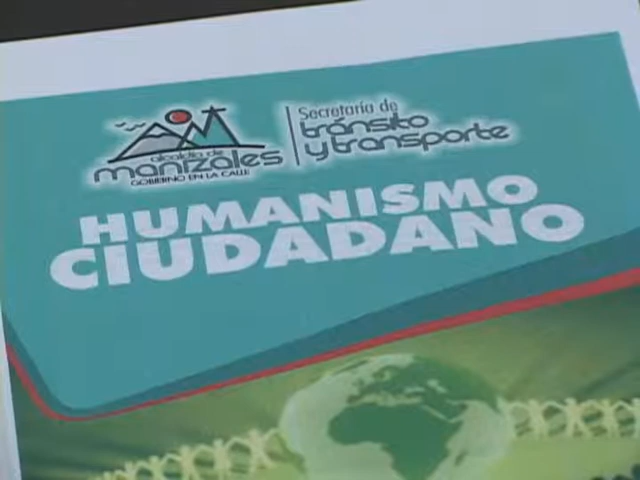 alcaldía de
manizales
GOBIERNO EN LA CALLE
Secretaría de
tránsito
y transporte
HUMANISMO
CIUDADANO